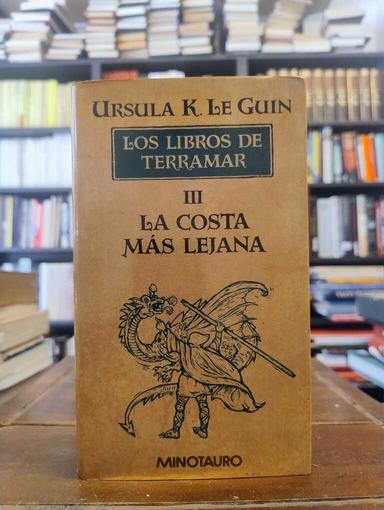 URSULA K. LE GUIN
LOS LIBROS DE
TERRAMAR
III
LA COSTA
MÁS LEJANA
MINOTAURO